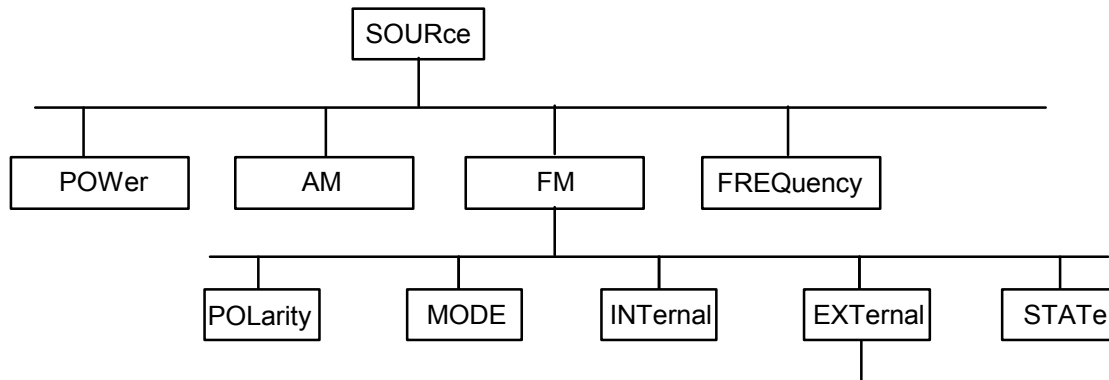 SOURce
POWer AM FM FREQuency
POLarity MODE INTernal EXTernal STATe